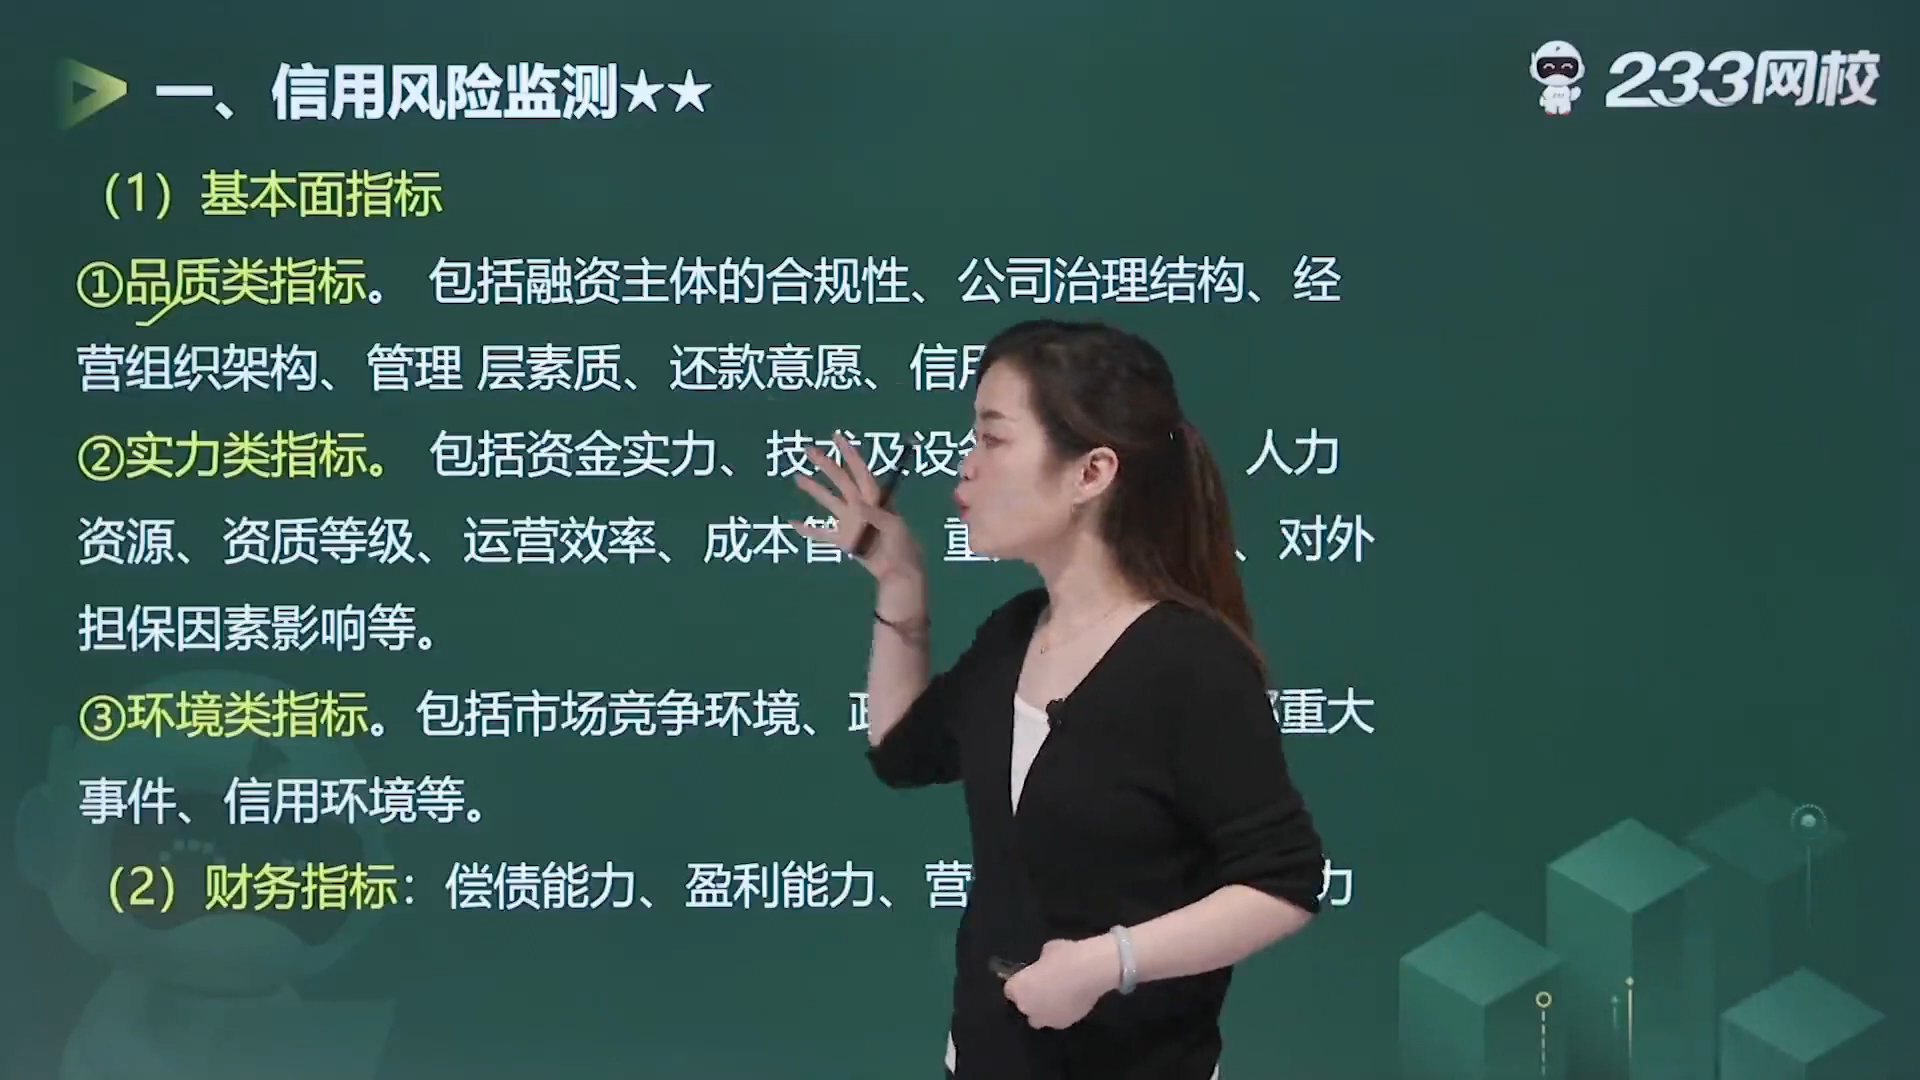 一、信用风险监测★★
233网校
（1）基本面指标
①品质类指标。 包括融资主体的合规性、公司治理结构、经
营组织架构、管理 层素质、还款意愿、信用
②实力类指标。 包括资金实力、技术及设 人力
资源、资质等级、运营效率、成本管 重 、对外
担保因素影响等。
③环境类指标。包括市场竞争环境、 重大
事件、信用环境等。
（2）财务指标：偿债能力、盈利能力、营 力